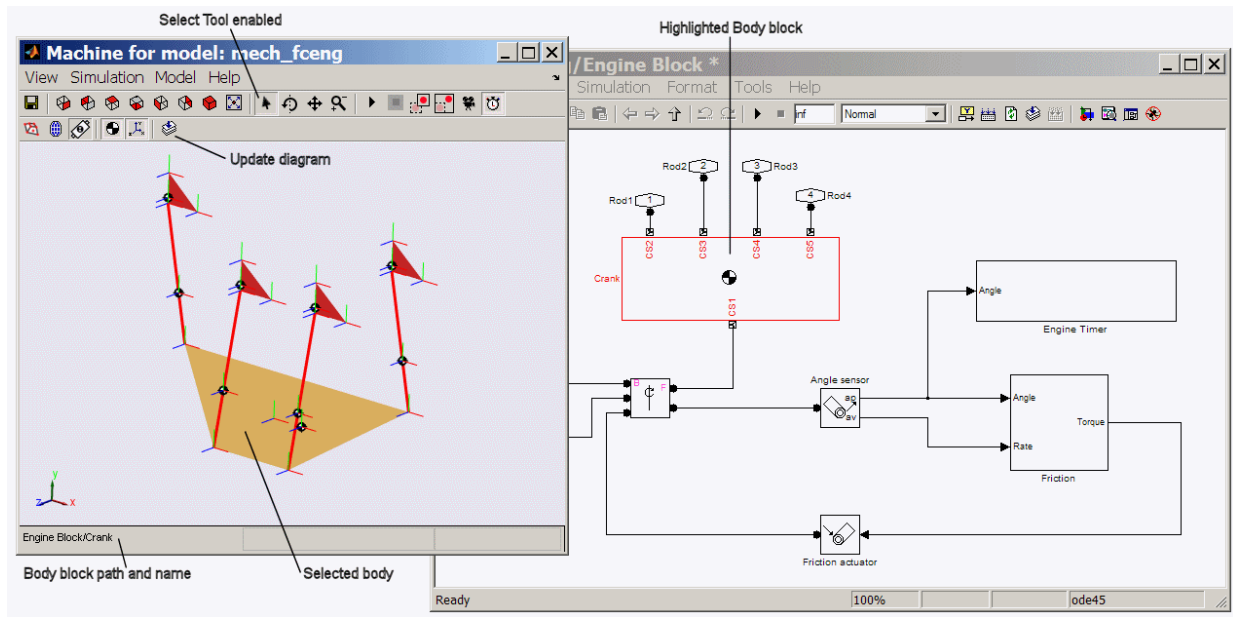 Select Tool enabled
Highlighted Body block
Machine for model: mech_fceng
View Simulation Model Help
Update diagram
y
z
x
Engine Block/Crank
Body block path and name
Selected body
/Engine Block *
Simulation Format Tools Help
inf
Normal
Rod2
2
3
Rod3
Rod1
1
4
Rod4
CS2
CS3
CS4
CS5
Crank
CS1
B
F
Angle
Engine Timer
Angle sensor
ap
av
Angle
Torque
Rate
Friction
Friction actuator
Ready
100%
ode45